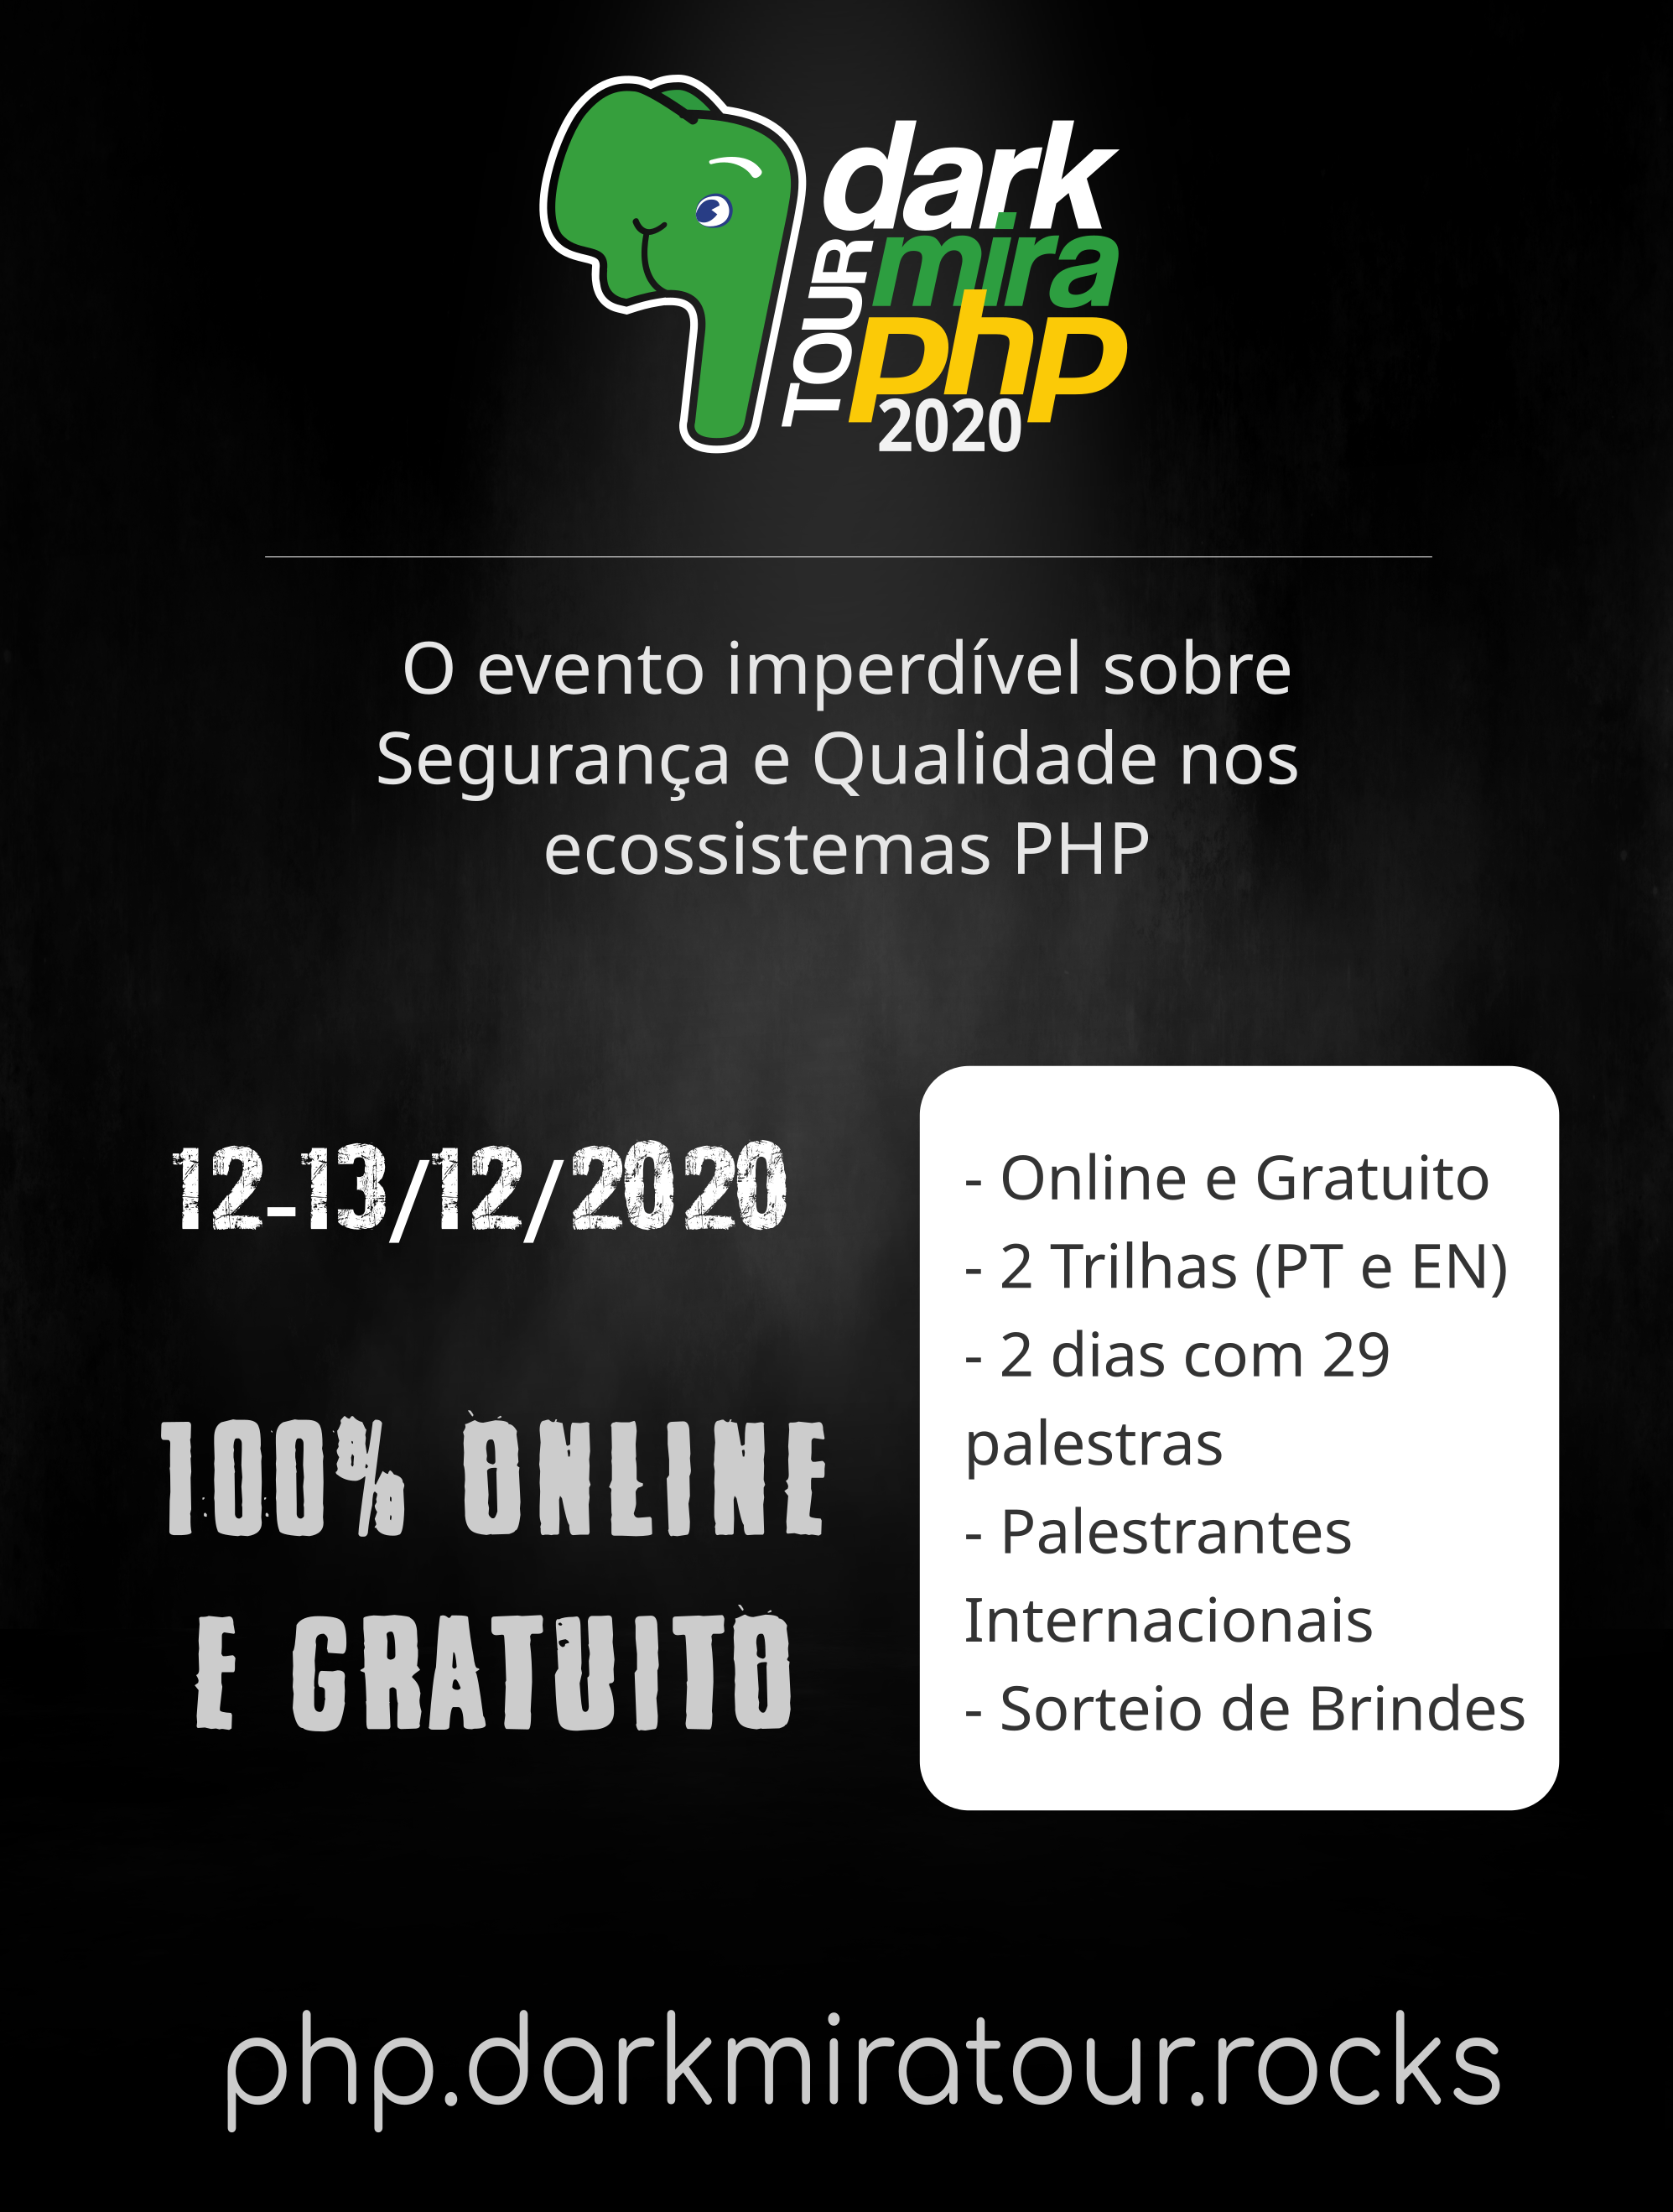 dark
mira
TOUR
php
2020
O evento imperdível sobre
Segurança e Qualidade nos
ecossistemas PHP
12-13/12/2020
100% ONLINE
E GRATUITO
- Online e Gratuito
- 2 Trilhas (PT e EN)
- 2 dias com 29
palestras
- Palestrantes
Internacionais
- Sorteio de Brindes
php.darkmiratour.rocks